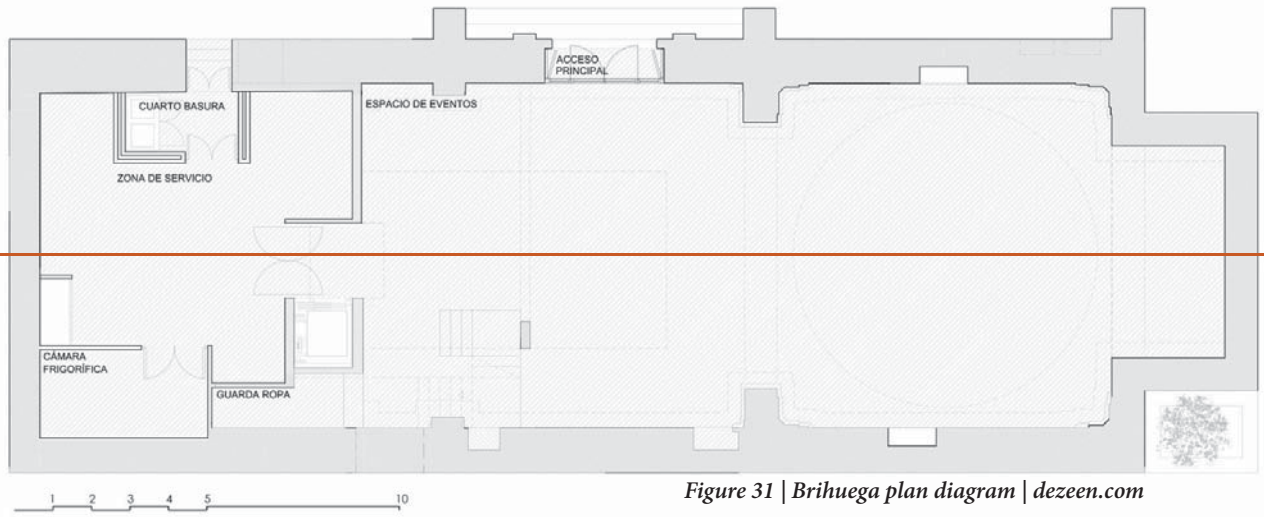 ACCESO
PRINCIPAL
CUARTO BASURA
ESPACIO DE EVENTOS
ZONA DE SERVICIO
CÁMARA
FRIGORÍFICA
GUARDA ROPA
1 2 3 4 5 10
Figure 31 | Brihuega plan diagram | dezeen.com